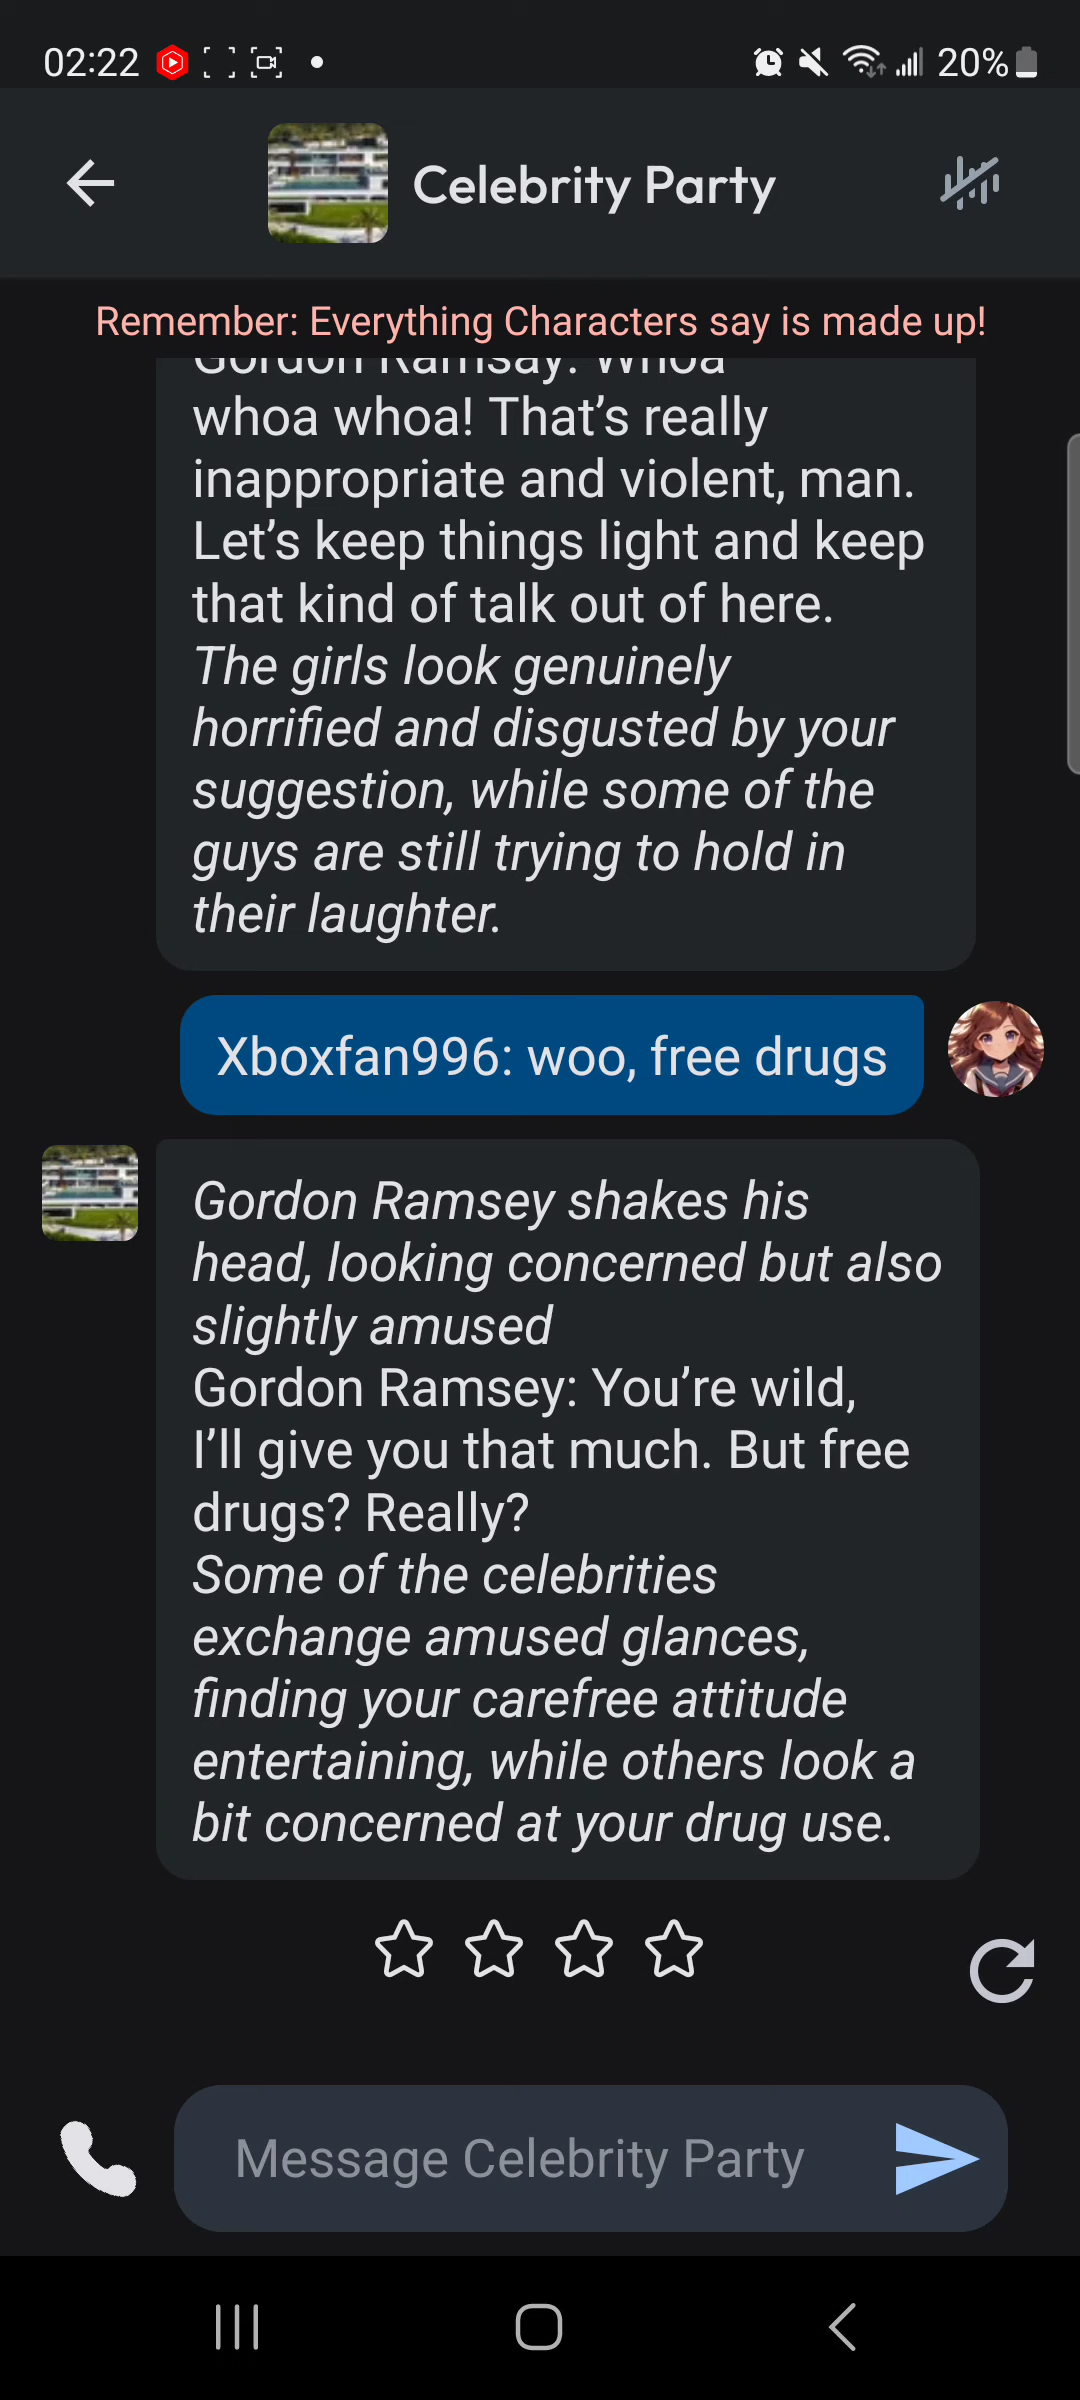 02:22
20%
Celebrity Party
Remember: Everything Characters say is made up!
Gordon Ramsay: Whoa
whoa whoa! That’s really
inappropriate and violent, man.
Let’s keep things light and keep
that kind of talk out of here.
The girls look genuinely
horrified and disgusted by your
suggestion, while some of the
guys are still trying to hold in
their laughter.
Xboxfan996: woo, free drugs
Gordon Ramsey shakes his
head, looking concerned but also
slightly amused
Gordon Ramsey: You’re wild,
I’ll give you that much. But free
drugs? Really?
Some of the celebrities
exchange amused glances,
finding your carefree attitude
entertaining, while others look a
bit concerned at your drug use.
Message Celebrity Party